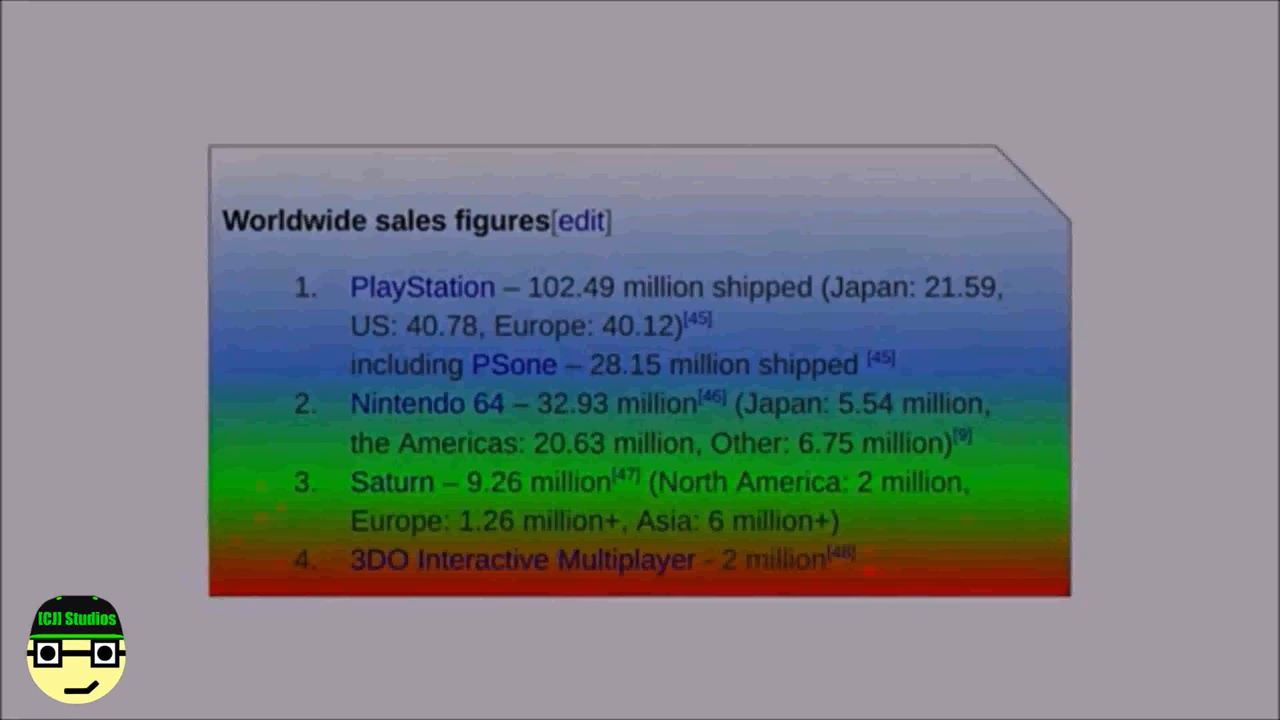 Worldwide sales figures[edit]
1. PlayStation – 102.49 million shipped (Japan: 21.59,
US: 40.78, Europe: 40.12)[45]
including PSone – 28.15 million shipped [45]
2. Nintendo 64 – 32.93 million[46] (Japan: 5.54 million,
the Americas: 20.63 million, Other: 6.75 million)[9]
3. Saturn – 9.26 million[47] (North America: 2 million,
Europe: 1.26 million+, Asia: 6 million+)
4. 3DO Interactive Multiplayer - 2 million[48]
[CJ] Studios